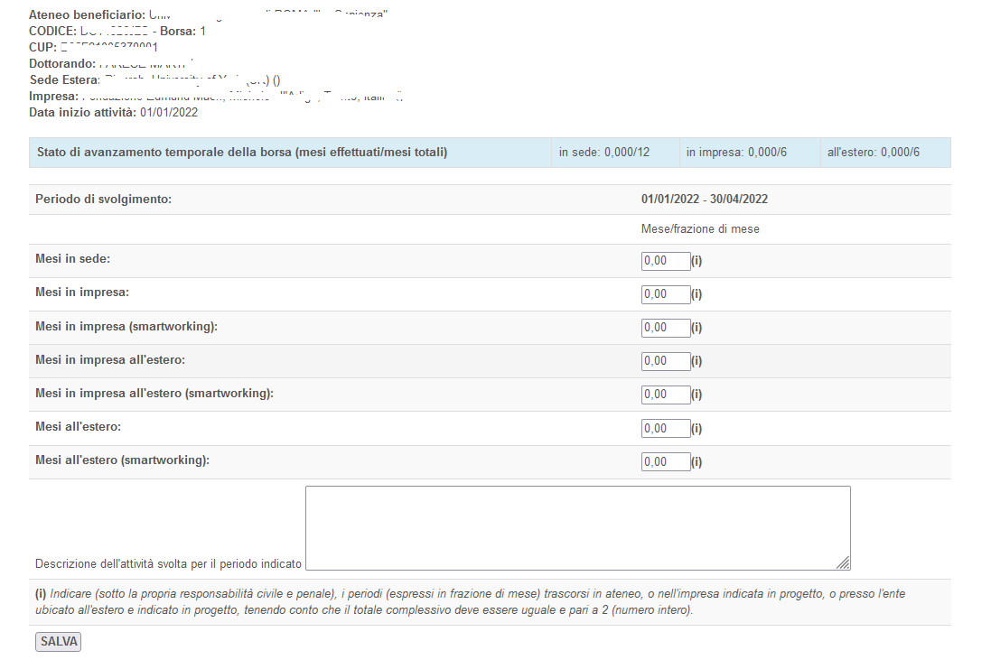 Ateneo beneficiario:
CODICE: - Borsa: 1
CUP:
Dottorando:
Sede Estera: ()
Impresa:
Data inizio attività: 01/01/2022
Stato di avanzamento temporale della borsa (mesi effettuati/mesi totali) in sede: 0,000/12 in impresa: 0,000/6 all'estero: 0,000/6
Periodo di svolgimento: 01/01/2022 - 30/04/2022
Mese/frazione di mese
Mesi in sede: 0,00 (i)
Mesi in impresa: 0,00 (i)
Mesi in impresa (smartworking): 0,00 (i)
Mesi in impresa all'estero: 0,00 (i)
Mesi in impresa all'estero (smartworking): 0,00 (i)
Mesi all'estero: 0,00 (i)
Mesi all'estero (smartworking): 0,00 (i)
Descrizione dell'attività svolta per il periodo indicato
(i) Indicare (sotto la propria responsabilità civile e penale), i periodi (espressi in frazione di mese) trascorsi in ateneo, o nell'impresa indicata in progetto, o presso l'ente
ubicato all'estero e indicato in progetto, tenendo conto che il totale complessivo deve essere uguale e pari a 2 (numero intero).
SALVA